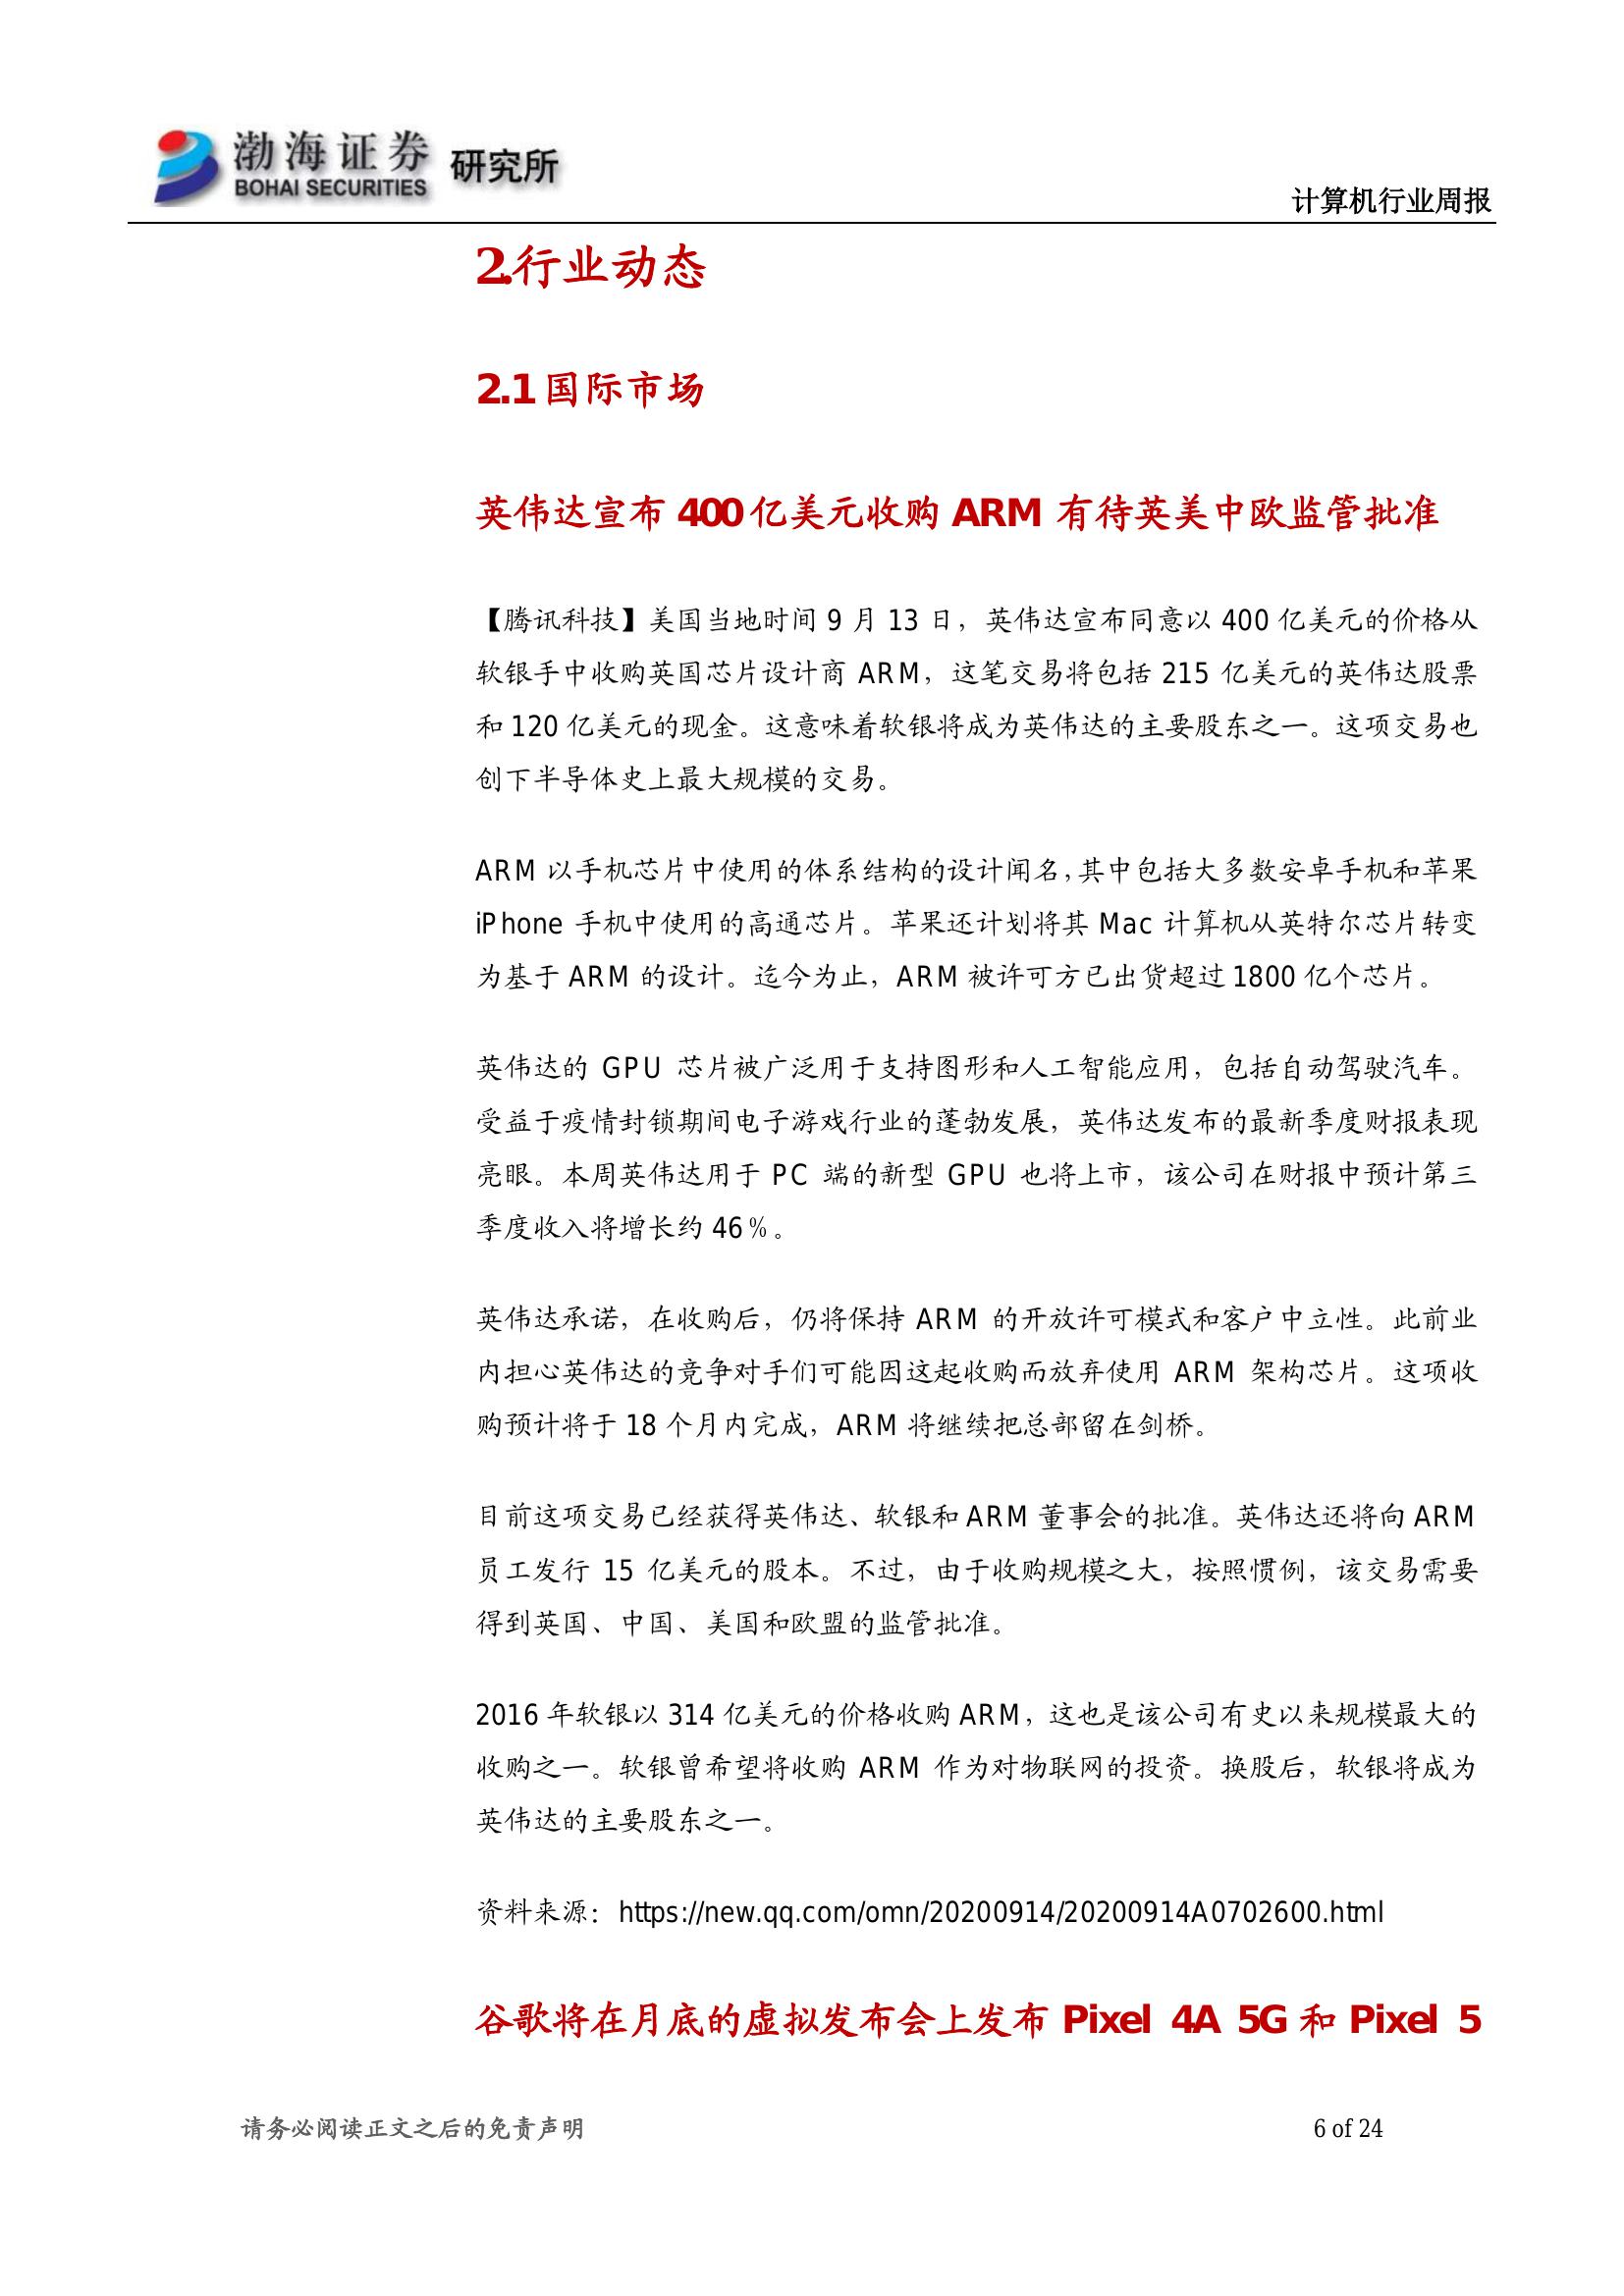 渤海证券 研究所
BOHAI SECURITIES
计算机行业周报
2.行业动态
2.1 国际市场
英伟达宣布 400 亿美元收购 ARM 有待英美中欧监管批准
【腾讯科技】美国当地时间 9 月 13 日，英伟达宣布同意以 400 亿美元的价格从
软银手中收购英国芯片设计商 ARM，这笔交易将包括 215 亿美元的英伟达股票
和 120 亿美元的现金。这意味着软银将成为英伟达的主要股东之一。这项交易也
创下半导体史上最大规模的交易。
ARM 以手机芯片中使用的体系结构的设计闻名，其中包括大多数安卓手机和苹果
iPhone 手机中使用的高通芯片。苹果还计划将其 Mac 计算机从英特尔芯片转变
为基于 ARM 的设计。迄今为止，ARM 被许可方已出货超过 1800 亿个芯片。
英伟达的 GPU 芯片被广泛用于支持图形和人工智能应用，包括自动驾驶汽车。
受益于疫情封锁期间电子游戏行业的蓬勃发展，英伟达发布的最新季度财报表现
亮眼。本周英伟达用于 PC 端的新型 GPU 也将上市，该公司在财报中预计第三
季度收入将增长约 46％。
英伟达承诺，在收购后，仍将保持 ARM 的开放许可模式和客户中立性。此前业
内担心英伟达的竞争对手们可能因这起收购而放弃使用 ARM 架构芯片。这项收
购预计将于 18 个月内完成，ARM 将继续把总部留在剑桥。
目前这项交易已经获得英伟达、软银和 ARM 董事会的批准。英伟达还将向 ARM
员工发行 15 亿美元的股本。不过，由于收购规模之大，按照惯例，该交易需要
得到英国、中国、美国和欧盟的监管批准。
2016 年软银以 314 亿美元的价格收购 ARM，这也是该公司有史以来规模最大的
收购之一。软银曾希望将收购 ARM 作为对物联网的投资。换股后，软银将成为
英伟达的主要股东之一。
资料来源：https://new.qq.com/omn/20200914/20200914A0702600.html
谷歌将在月底的虚拟发布会上发布 Pixel 4A 5G 和 Pixel 5
请务必阅读正文之后的免责声明
6 of 24